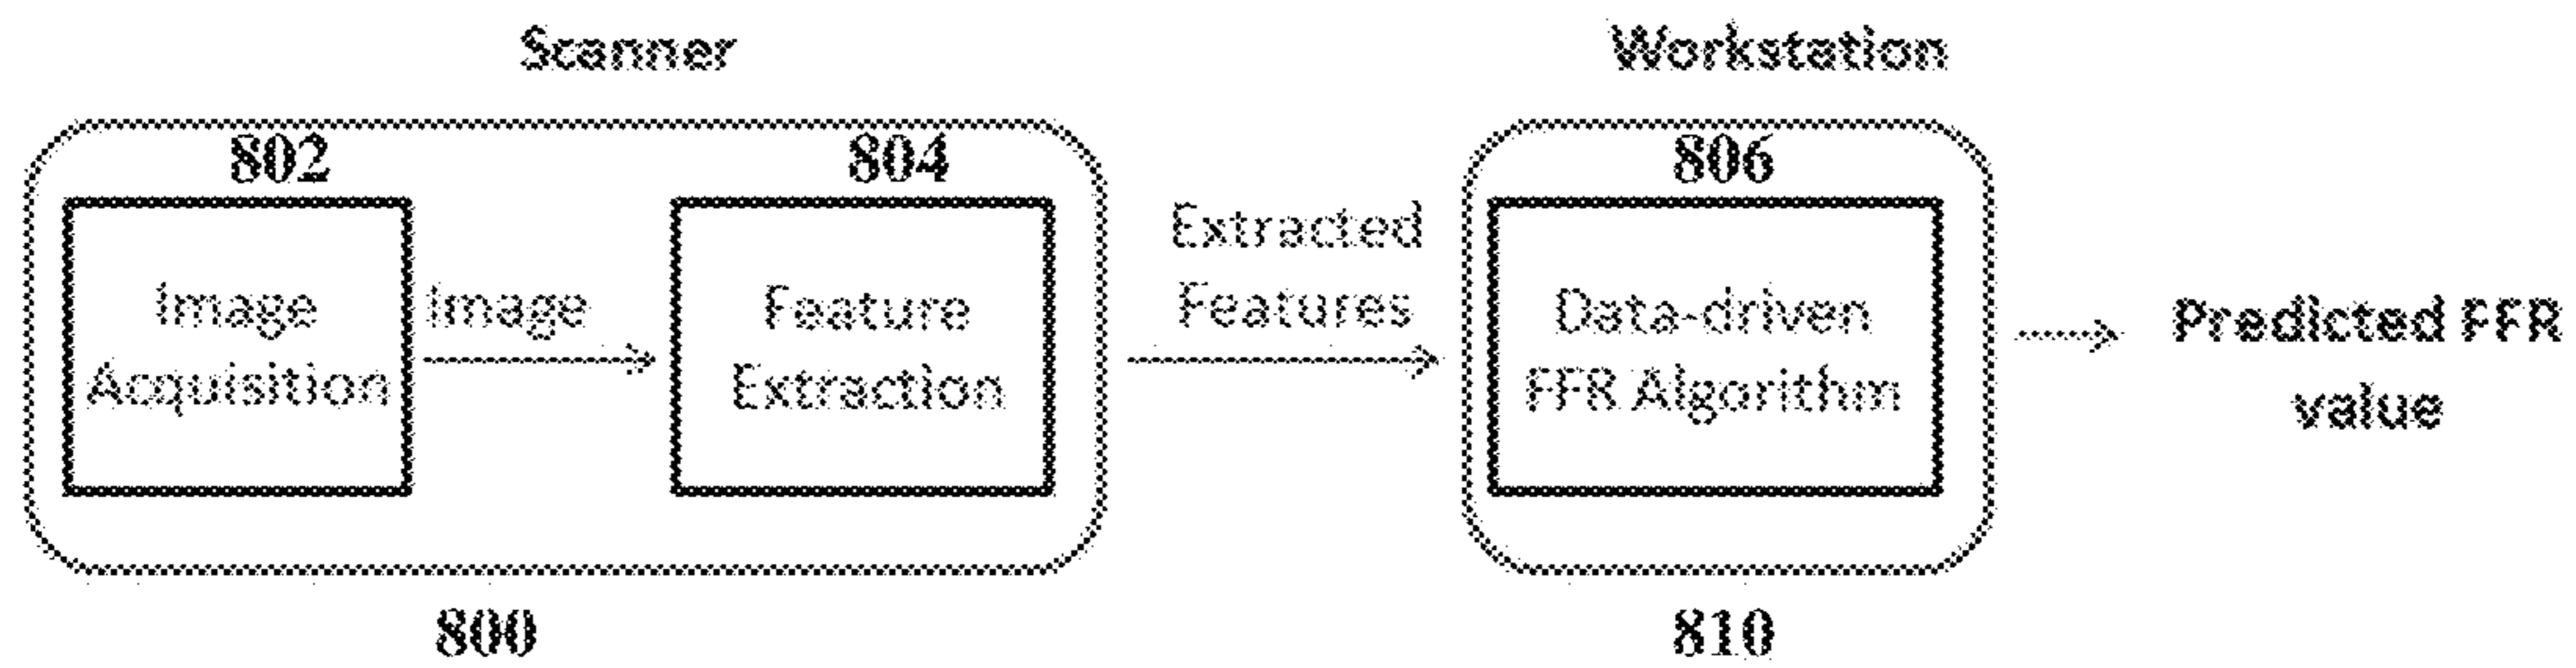 Scanner
802
804
Image
Acquisition
Image
Feature
Extraction
800
Extracted
Features
Workstation
806
Data-driven
FFR Algorithm
810
Predicted FFR
value